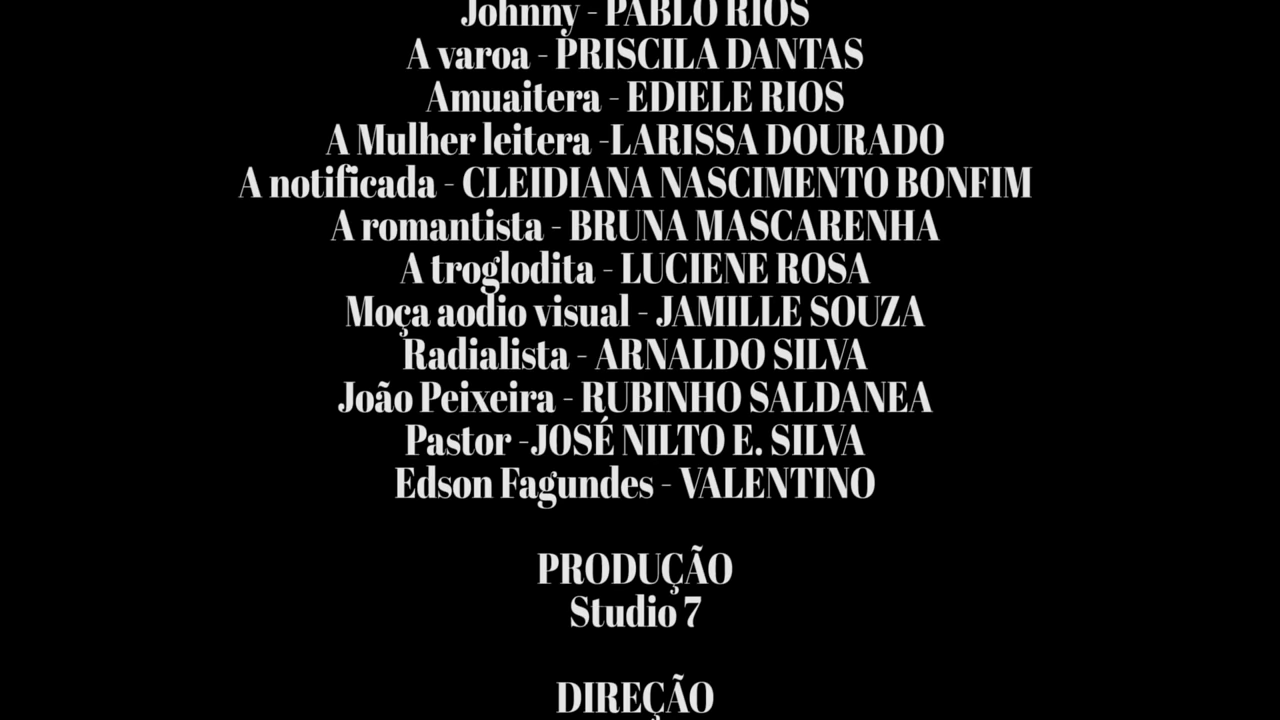 Johnny - PABLO RIOS
A varoa - PRISCILA DANTAS
Amuaitera - EDIELE RIOS
A Mulher leitera -LARISSA DOURADO
A notificada - CLEIDIANA NASCIMENTO BONFIM
A romantista - BRUNA MASCARENHA
A troglodita - LUCIENE ROSA
Moça aodio visual - JAMILLE SOUZA
Radialista - ARNALDO SILVA
João Peixeira - RUBINHO SALDANEA
Pastor -JOSÉ NILTO E. SILVA
Edson Fagundes - VALENTINO
PRODUÇÃO
Studio 7
DIREÇÃO